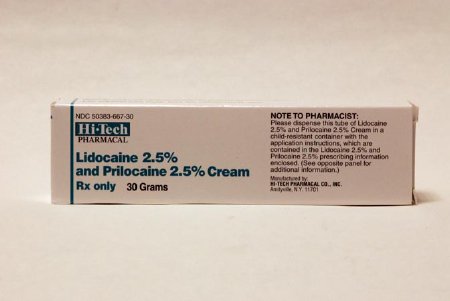 NDC 50383-667-30
Hi-Tech
PHARMACAL
Lidocaine 2.5%
and Prilocaine 2.5% Cream
Rx only 30 Grams
NOTE TO PHARMACIST:
Please dispense this tube of Lidocaine
2.5% and Prilocaine 2.5% Cream in a
child-resistant container with the
application instructions, which are
contained in the Lidocaine 2.5% and
Prilocaine 2.5% prescribing information
enclosed. (See opposite panel for
additional information.)
Manufactured by:
HI-TECH PHARMACAL CO., INC.
Amityville, N.Y. 11701